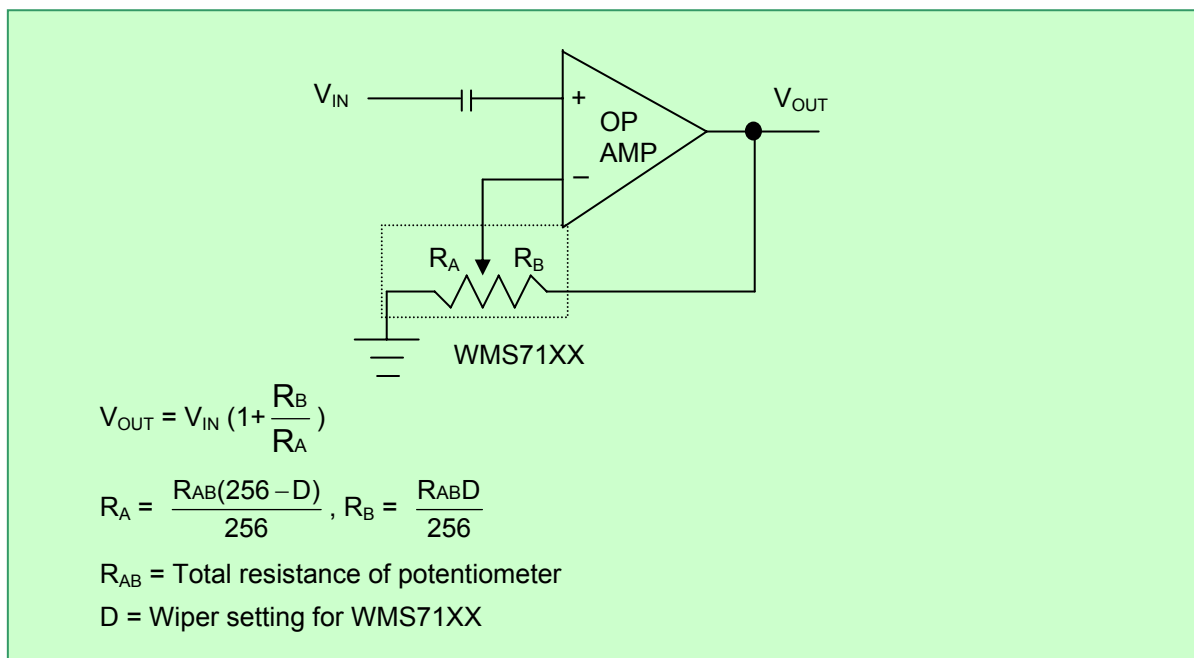 V_IN
+
OP
AMP
−
V_OUT
R_A R_B
WMS71XX
V_OUT = V_IN (1+ R_B/R_A )
R_A = R_AB(256 − D)/256 , R_B = R_ABD/256
R_AB = Total resistance of potentiometer
D = Wiper setting for WMS71XX